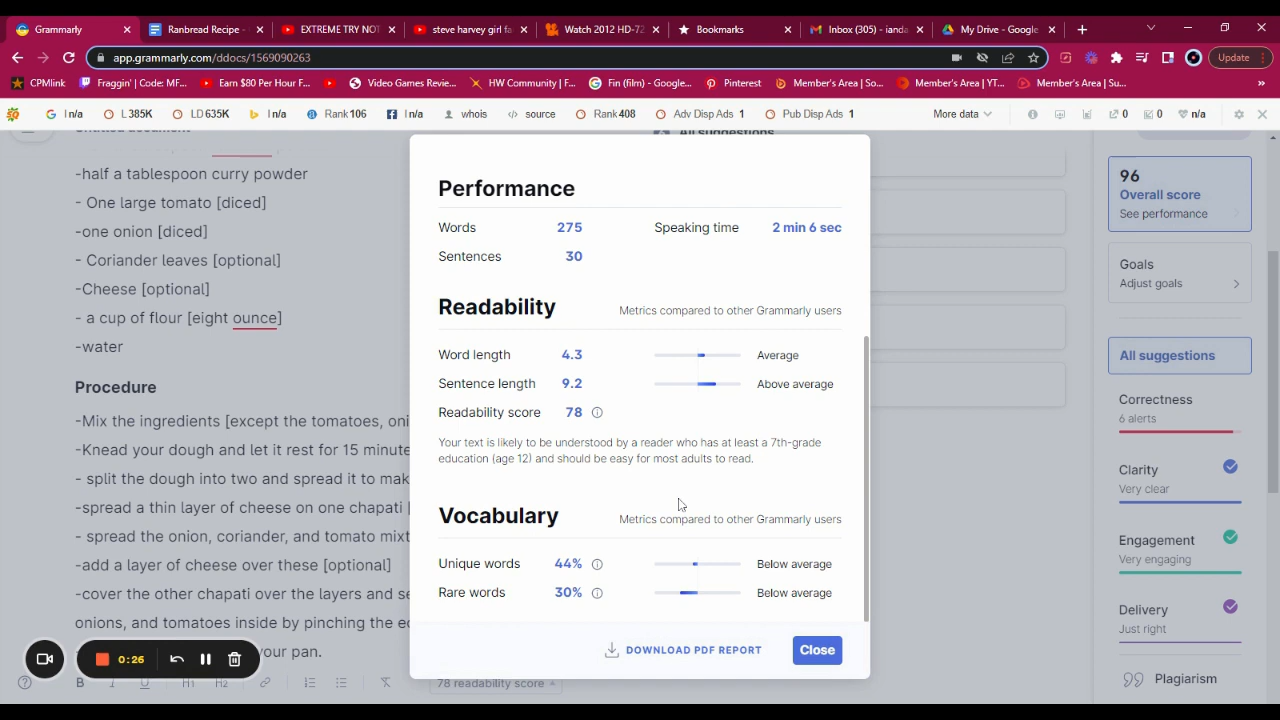 Grammarly
Ranbread Recipe -
EXTREME TRY NOT
steve harvey girl fa
Watch 2012 HD-72
Bookmarks
Inbox (305) - ianda
My Drive - Google
app.grammarly.com/ddocs/1569090263
Update
CPMlink
Fraggin' | Code: MF...
Earn $80 Per Hour F...
Video Games Revie...
HW Community | F...
Fin (film) - Google...
Pinterest
Member's Area | So...
Member's Area | YT...
Member's Area | Su...
»
I n/a
L 385K
LD 635K
I n/a
Rank 106
I n/a
whois
source
Rank 408
Adv Disp Ads 1
Pub Disp Ads 1
More data
0
0
n/a
Untitled document
All suggestions
-half a tablespoon curry powder
- One large tomato [diced]
-one onion [diced]
- Coriander leaves [optional]
-Cheese [optional]
- a cup of flour [eight ounce]
-water
Procedure
-Mix the ingredients [except the tomatoes, oni
-Knead your dough and let it rest for 15 minute
- split the dough into two and spread it to mak
-spread a thin layer of cheese on one chapati [
- spread the onion, coriander, and tomato mixt
-add a layer of cheese over these [optional]
-cover the other chapati over the layers and se
onions, and tomatoes inside by pinching the ed
your pan.
0:26
B I U H1 H2
78 readability score
Performance
Words 275 Speaking time 2 min 6 sec
Sentences 30
Readability Metrics compared to other Grammarly users
Word length 4.3 Average
Sentence length 9.2 Above average
Readability score 78
Your text is likely to be understood by a reader who has at least a 7th-grade
education (age 12) and should be easy for most adults to read.
Vocabulary Metrics compared to other Grammarly users
Unique words 44% Below average
Rare words 30% Below average
DOWNLOAD PDF REPORT
Close
96
Overall score
See performance
Goals
Adjust goals
All suggestions
Correctness
6 alerts
Clarity
Very clear
Engagement
Very engaging
Delivery
Just right
Plagiarism